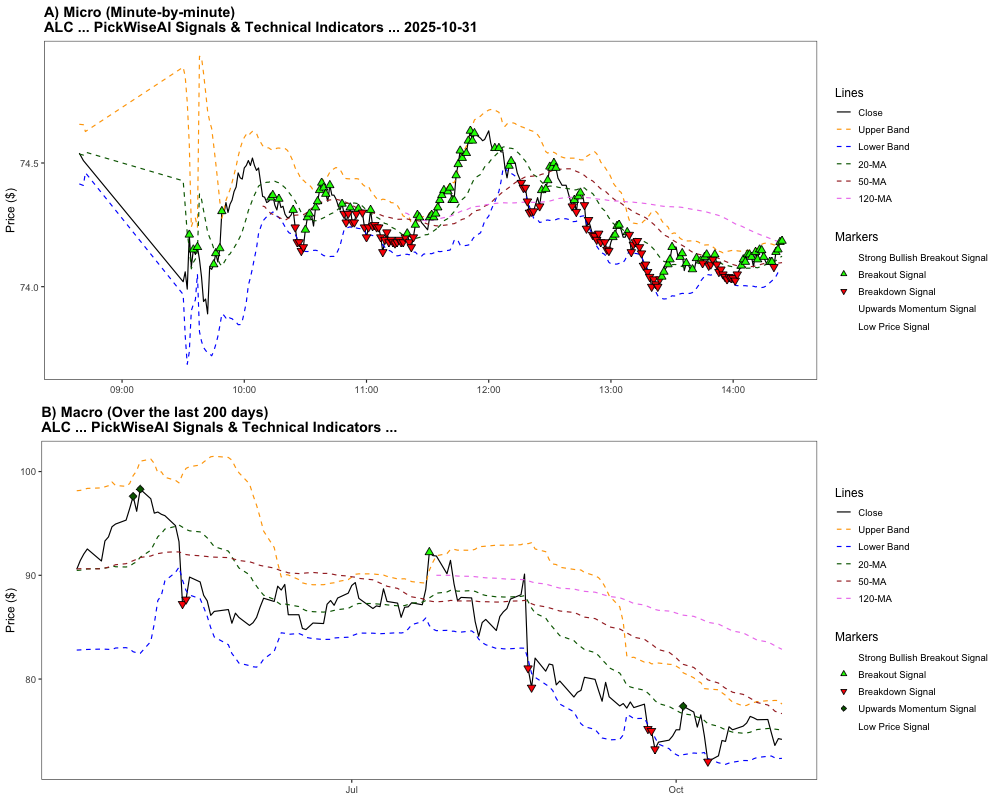 A) Micro (Minute-by-minute)
ALC ... PickWiseAI Signals & Technical Indicators ... 2025-10-31
Price ($)
74.5
74.0
09:00 10:00 11:00 12:00 13:00 14:00
Lines
Close
Upper Band
Lower Band
20-MA
50-MA
120-MA
Markers
Strong Bullish Breakout Signal
Breakout Signal
Breakdown Signal
Upwards Momentum Signal
Low Price Signal
B) Macro (Over the last 200 days)
ALC ... PickWiseAI Signals & Technical Indicators ...
Price ($)
100
90
80
Jul Oct
Lines
Close
Upper Band
Lower Band
20-MA
50-MA
120-MA
Markers
Strong Bullish Breakout Signal
Breakout Signal
Breakdown Signal
Upwards Momentum Signal
Low Price Signal